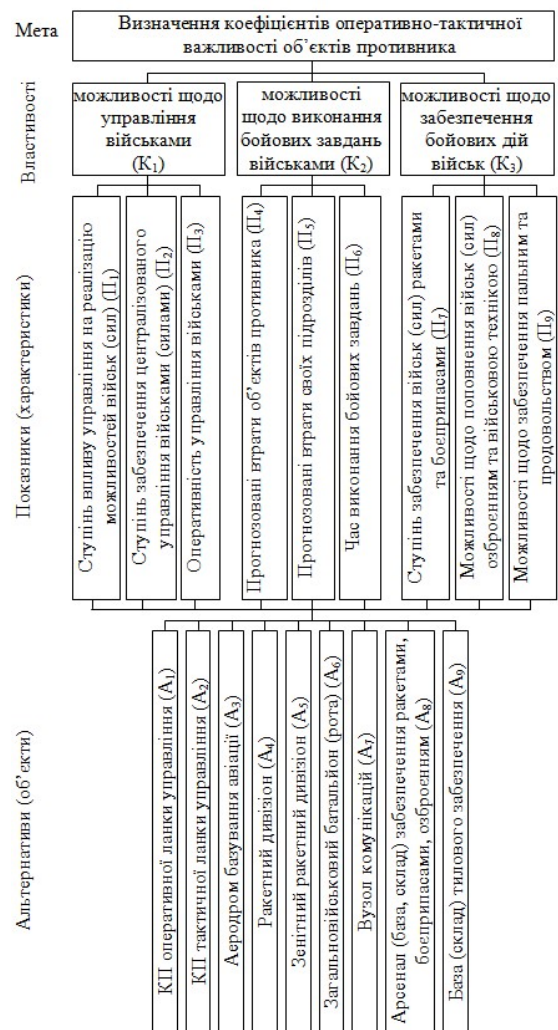 Мета
Визначення коефіцієнтів оперативно-тактичної
важливості об’єктів противника
Властивості
можливості щодо
управління
військами
(К₁)
можливості
щодо виконання
бойових завдань
військами (К₂)
можливості щодо
забезпечення
бойових дій
військ (К₃)
Показники (характеристики)
Ступінь впливу управління на реалізацію
можливостей військ (сил) (П₁)
Ступінь забезпечення централізованого
управління військами (силами) (П₂)
Оперативність управління військами (П₃)
Прогнозовані втрати об’єктів противника (П₄)
Прогнозовані втрати своїх підрозділів (П₅)
Час виконання бойових завдань (П₆)
Ступінь забезпечення військ (сил) ракетами
та боєприпасами (П₇)
Можливості щодо поповнення військ (сил)
озброєнням та військовою технікою (П₈)
Можливості щодо забезпечення пальним та
продовольством (П₉)
Альтернативи (об’єкти)
КП оперативної ланки управління (А₁)
КП тактичної ланки управління (А₂)
Аеродром базування авіації (А₃)
Ракетний дивізіон (А₄)
Зенітний ракетний дивізіон (А₅)
Загальновійськовий батальйон (рота) (А₆)
Вузол комунікацій (А₇)
Арсенал (база, склад) забезпечення ракетами,
боєприпасами, озброєнням (А₈)
База (склад) тилового забезпечення (А₉)